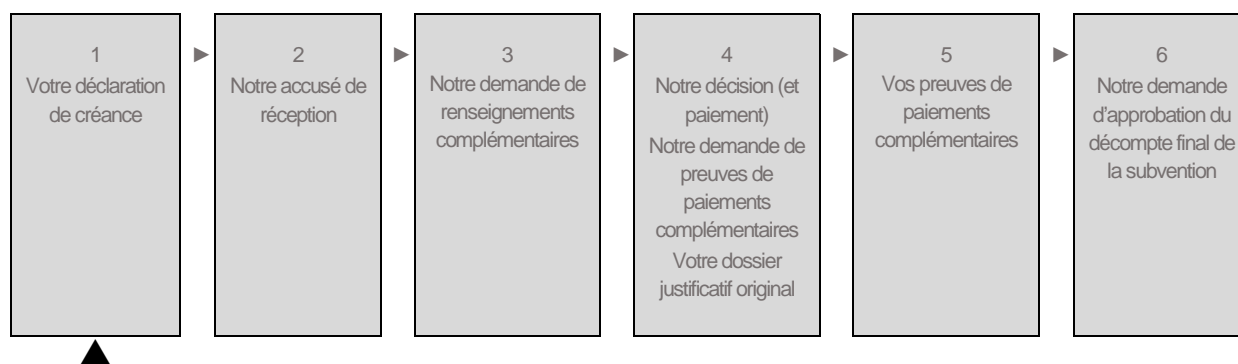 1
Votre déclaration
de créance
►
2
Notre accusé de
réception
►
3
Notre demande de
renseignements
complémentaires
►
4
Notre décision (et
paiement)
Notre demande de
preuves de
paiements
complémentaires
Votre dossier
justificatif original
►
5
Vos preuves de
paiements
complémentaires
►
6
Notre demande
d'approbation du
décompte final de
la subvention